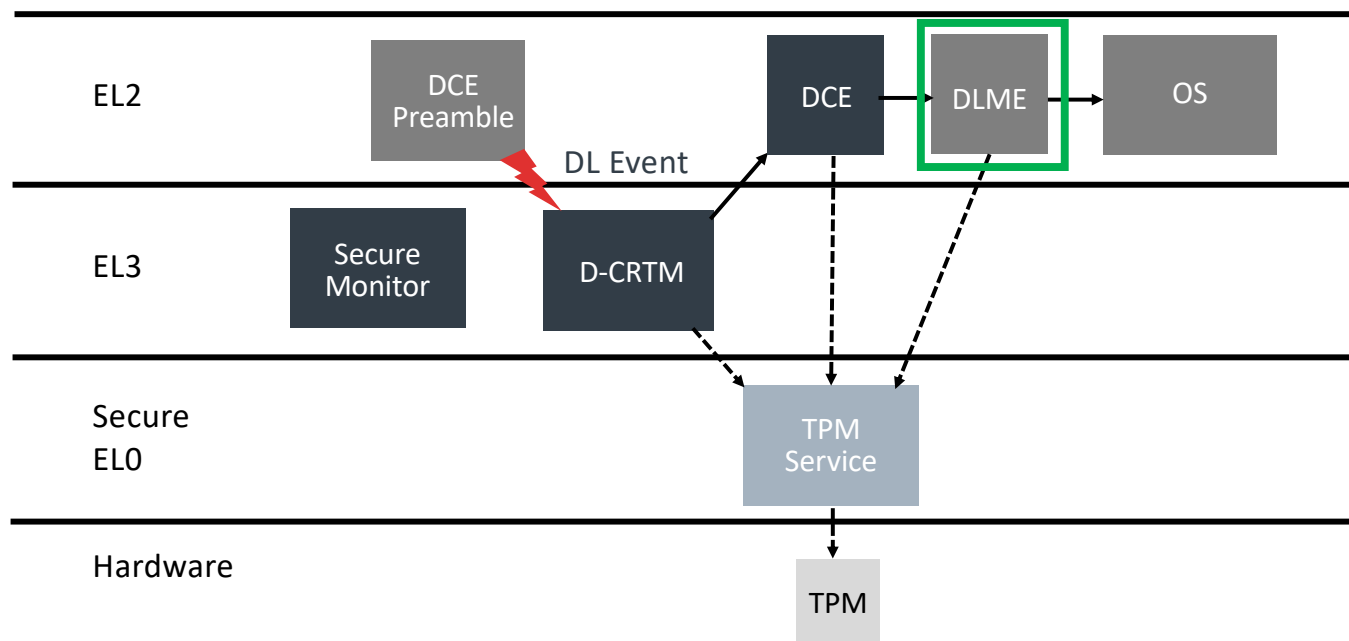 EL2
DCE
Preamble
DL Event
DCE
DLME
OS
EL3
Secure
Monitor
D-CRTM
Secure
EL0
TPM
Service
Hardware
TPM